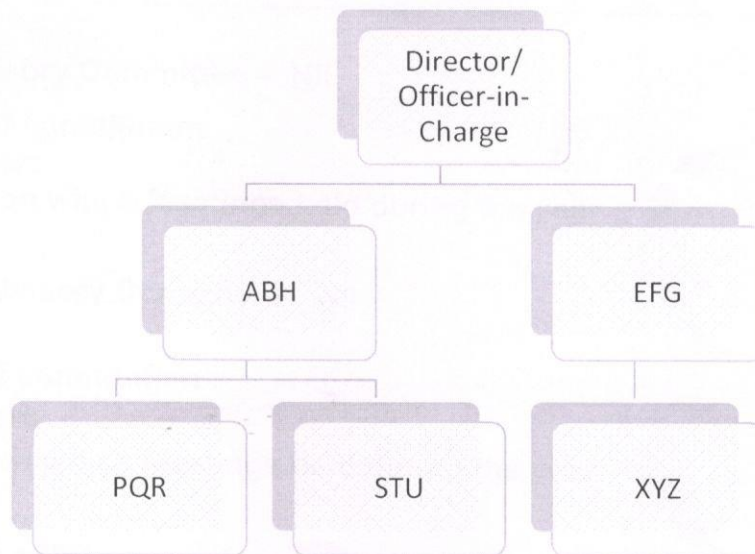 Director/
Officer-in-
Charge
ABH
EFG
PQR
STU
XYZ